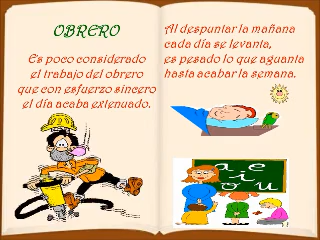 OBRERO
Es poco considerado
el trabajo del obrero
que con esfuerzo sincero
el día acaba extenuado.
Al despuntar la mañana
cada día se levanta,
es pesado lo que aguanta
hasta acabar la semana.
a e
i
o u